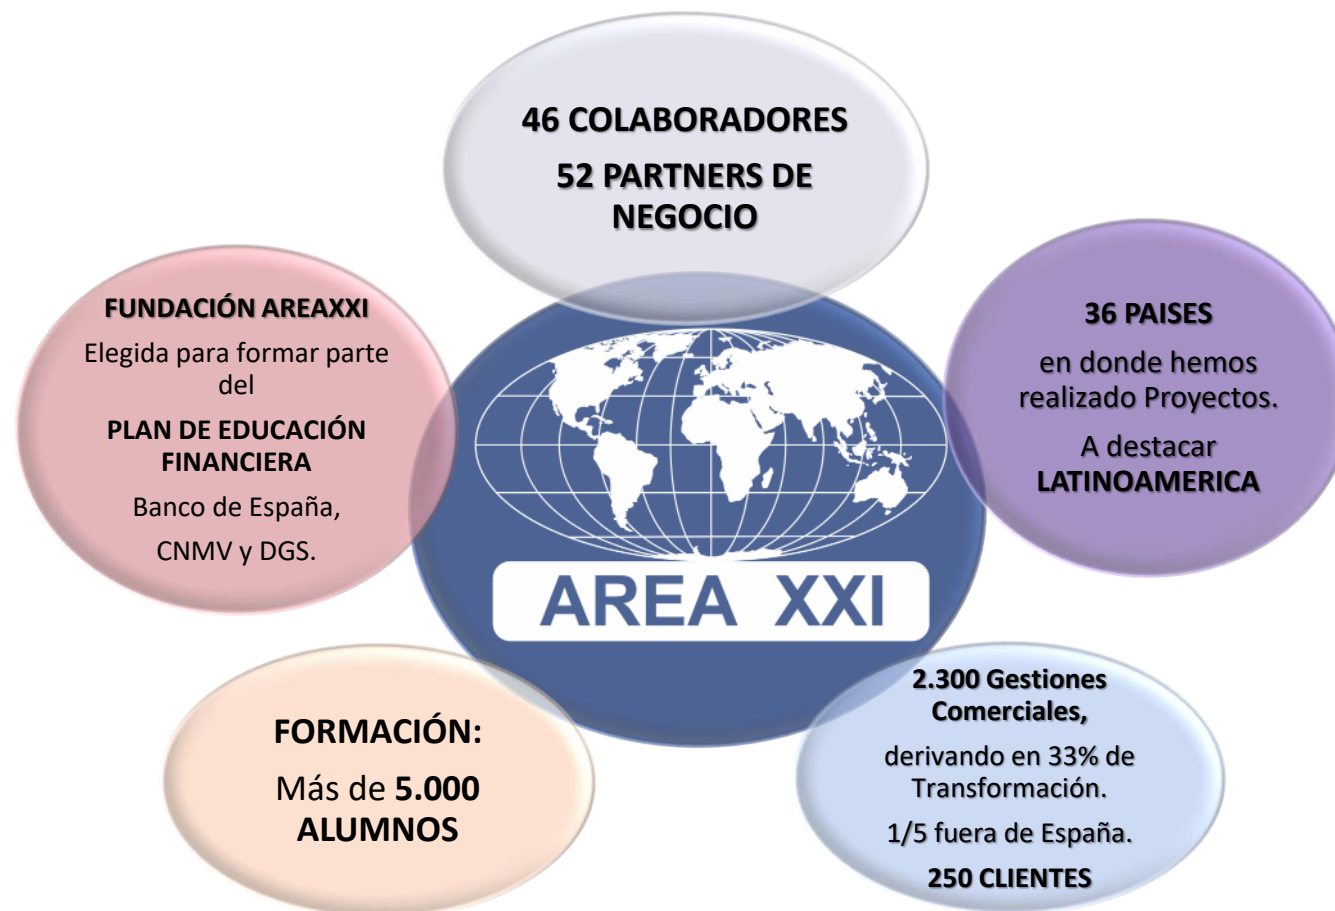 46 COLABORADORES
52 PARTNERS DE
NEGOCIO
FUNDACIÓN AREAXXI
Elegida para formar parte
del
PLAN DE EDUCACIÓN
FINANCIERA
Banco de España,
CNMV y DGS.
36 PAISES
en donde hemos
realizado Proyectos.
A destacar
LATINOAMERICA
AREA XXI
FORMACIÓN:
Más de 5.000
ALUMNOS
2.300 Gestiones
Comerciales,
derivando en 33% de
Transformación.
1/5 fuera de España.
250 CLIENTES